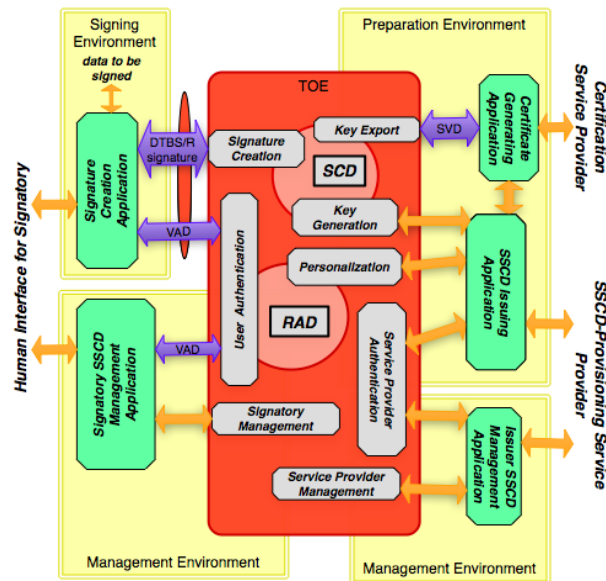 Signing
Environment
data to be
signed
Signature
Creation
Application
DTBS/R
signature
VAD
Human Interface for Signatory
Signatory SSCD
Management
Application
VAD
Management Environment
TOE
Signature
Creation
Key Export
SCD
Key
Generation
Personalization
User Authentication
RAD
Service Provider
Authentication
Signatory
Management
Service Provider
Management
Preparation Environment
SVD
Certificate
Generating
Application
Certification
Service Provider
SSCD Issuing
Application
SSCD-Provisioning Service
Provider
Issuer SSCD
Management
Application
Management Environment